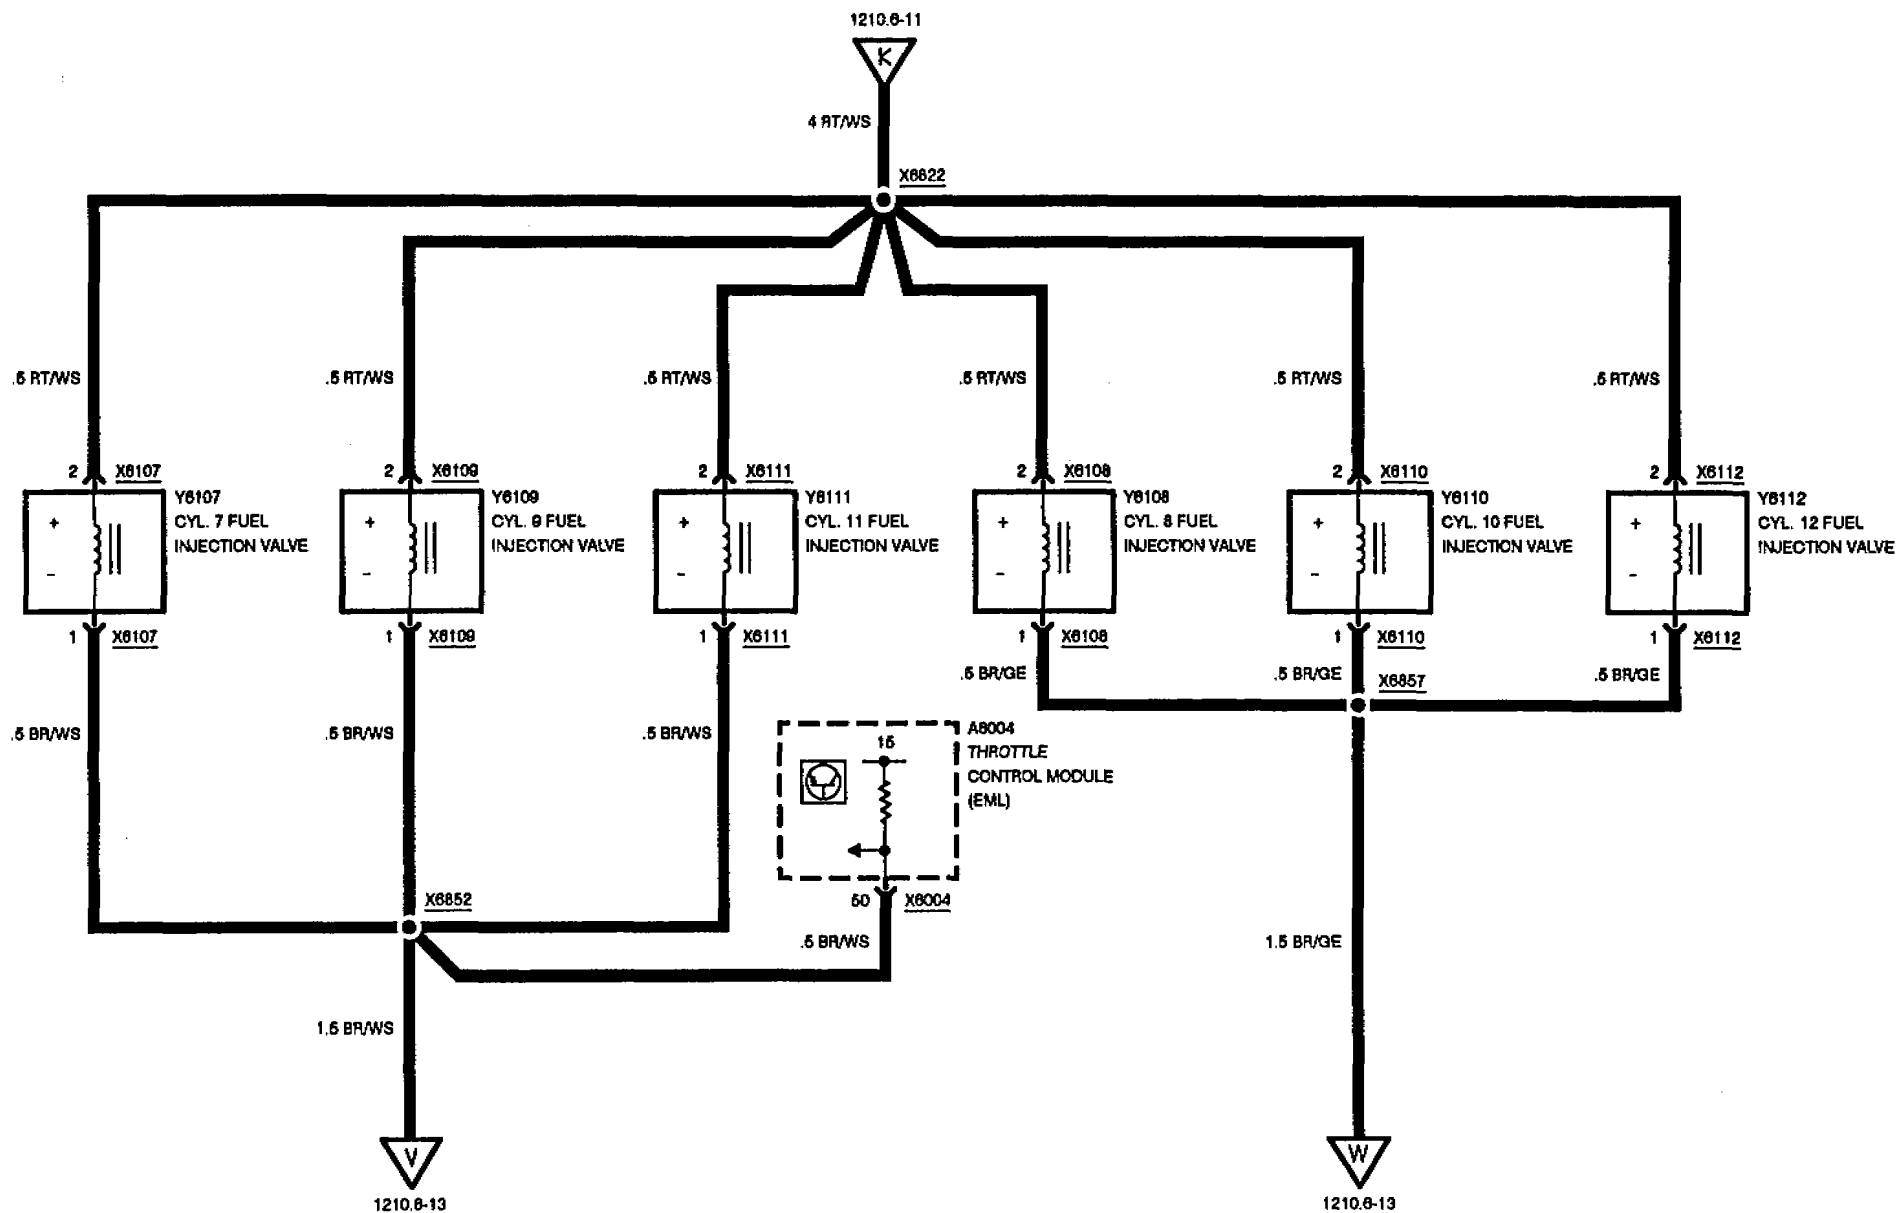 1210.6-11
K
4 RT/WS
X6822
.5 RT/WS
.5 RT/WS
.5 RT/WS
.5 RT/WS
.5 RT/WS
.5 RT/WS
2 X6107
2 X6109
2 X6111
2 X6108
2 X6110
2 X6112
+
-
Y6107
CYL. 7 FUEL
INJECTION VALVE
+
-
Y6109
CYL. 9 FUEL
INJECTION VALVE
+
-
Y6111
CYL. 11 FUEL
INJECTION VALVE
+
-
Y6108
CYL. 8 FUEL
INJECTION VALVE
+
-
Y6110
CYL. 10 FUEL
INJECTION VALVE
+
-
Y6112
CYL. 12 FUEL
INJECTION VALVE
1 X6107
1 X6109
1 X6111
1 X6108
1 X6110
1 X6112
.5 BR/GE
.5 BR/GE
.5 BR/GE
X6857
.5 BR/WS
.5 BR/WS
.5 BR/WS
15
A6004
THROTTLE
CONTROL MODULE
(EML)
50 X6004
X6852
.5 BR/WS
1.5 BR/GE
1.5 BR/WS
V
1210.6-13
W
1210.6-13